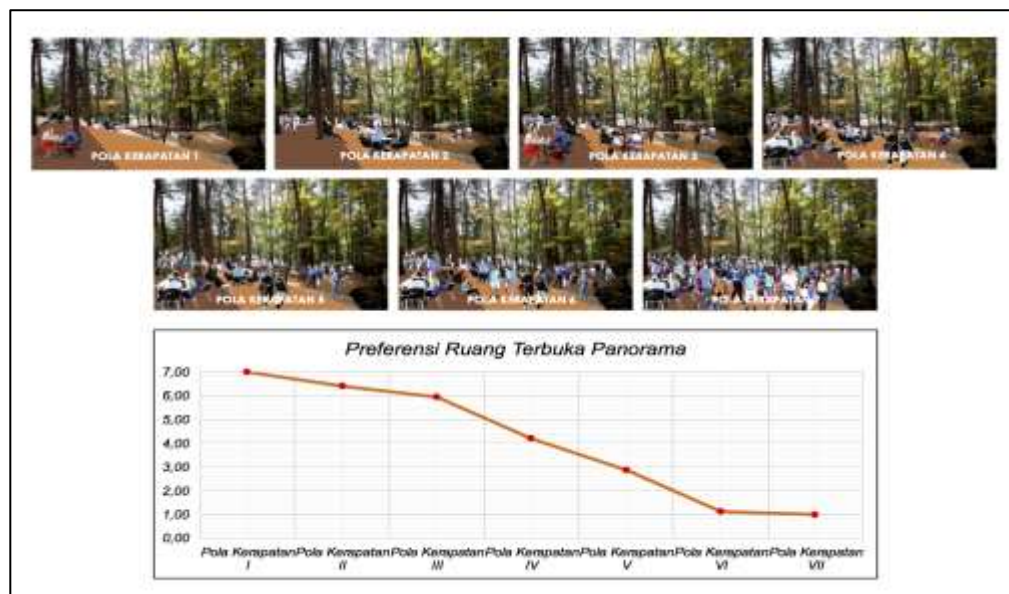 POLA KERAPATAN 1
POLA KERAPATAN 2
POLA KERAPATAN 3
POLA KERAPATAN 4
POLA KERAPATAN 5
POLA KERAPATAN 6
POLA KERAPATAN
Preferensi Ruang Terbuka Panorama
7,00
6,00
5,00
4,00
3,00
2,00
1,00
0,00
Pola Kerapatan I
Pola Kerapatan II
Pola Kerapatan III
Pola Kerapatan IV
Pola Kerapatan V
Pola Kerapatan VI
Pola Kerapatan VII